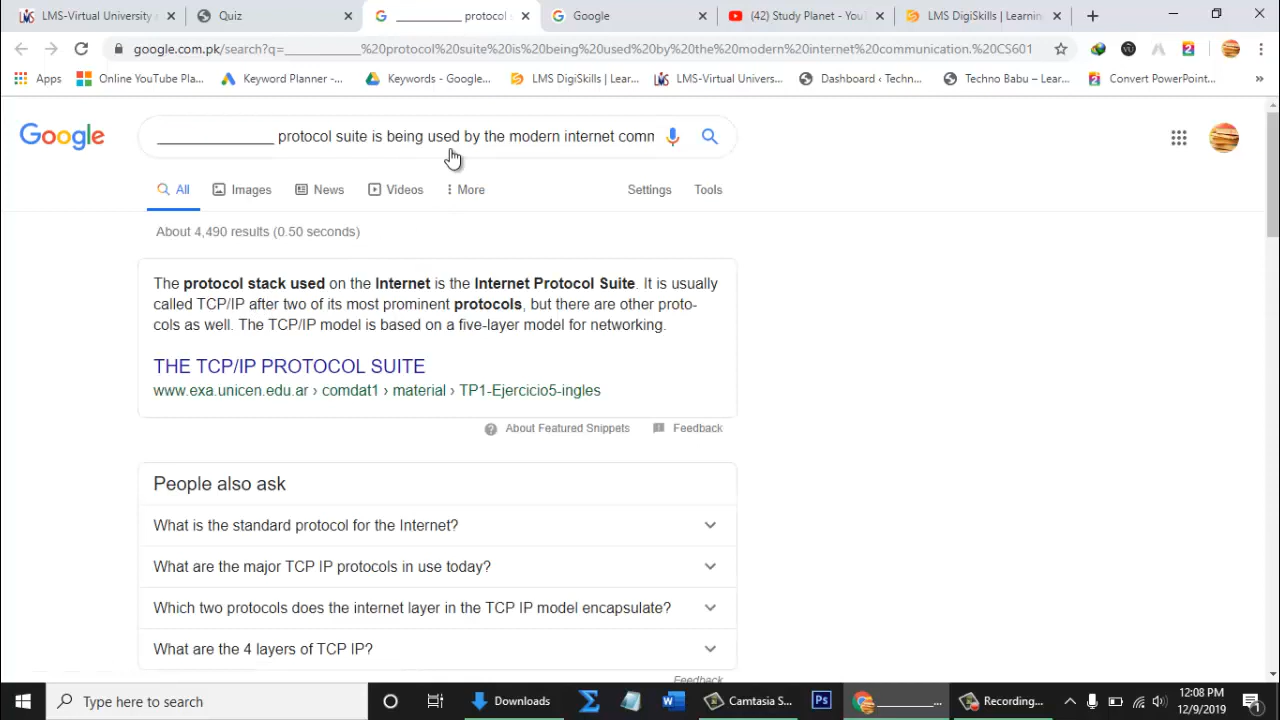 LMS-Virtual University
Quiz
____________ protocol s
Google
(42) Study Planet - You
LMS DigiSkills | Learnin
google.com.pk/search?q=____________%20protocol%20suite%20is%20being%20used%20by%20the%20modern%20internet%20communication.%20CS601
Apps
Online YouTube Pla...
Keyword Planner -...
Keywords - Google...
LMS DigiSkills | Lear...
LMS-Virtual Univers...
Dashboard ‹ Techn...
Techno Babu – Lear...
Convert PowerPoint...
»
Google
______________ protocol suite is being used by the modern internet comm
All
Images
News
Videos
More
Settings
Tools
About 4,490 results (0.50 seconds)
The protocol stack used on the Internet is the Internet Protocol Suite. It is usually
called TCP/IP after two of its most prominent protocols, but there are other proto-
cols as well. The TCP/IP model is based on a five-layer model for networking.
THE TCP/IP PROTOCOL SUITE
www.exa.unicen.edu.ar › comdat1 › material › TP1-Ejercicio5-ingles
About Featured Snippets
Feedback
People also ask
What is the standard protocol for the Internet?
What are the major TCP IP protocols in use today?
Which two protocols does the internet layer in the TCP IP model encapsulate?
What are the 4 layers of TCP IP?
Feedback
Type here to search
Downloads
Camtasia S...
________...
Recording...
12:08 PM
12/9/2019